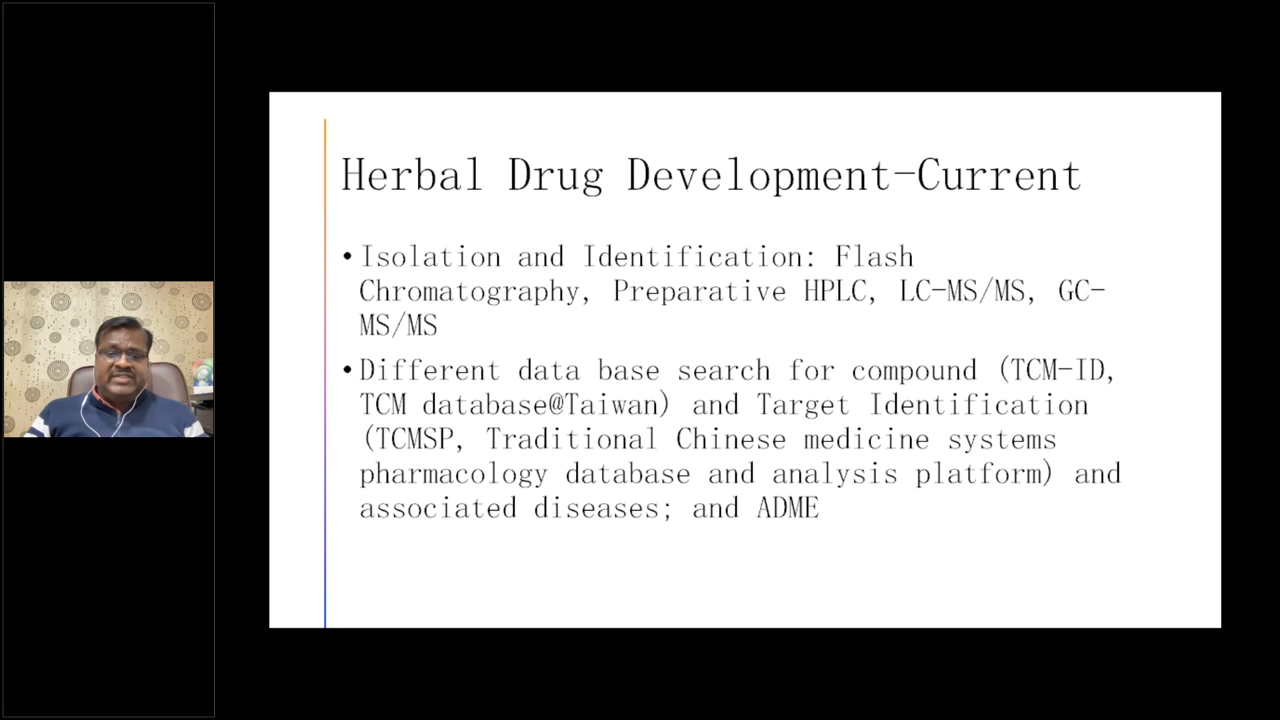 Herbal Drug Development-Current
•Isolation and Identification: Flash
Chromatography, Preparative HPLC, LC-MS/MS, GC-
MS/MS
•Different data base search for compound (TCM-ID,
TCM database@Taiwan) and Target Identification
(TCMSP, Traditional Chinese medicine systems
pharmacology database and analysis platform) and
associated diseases; and ADME